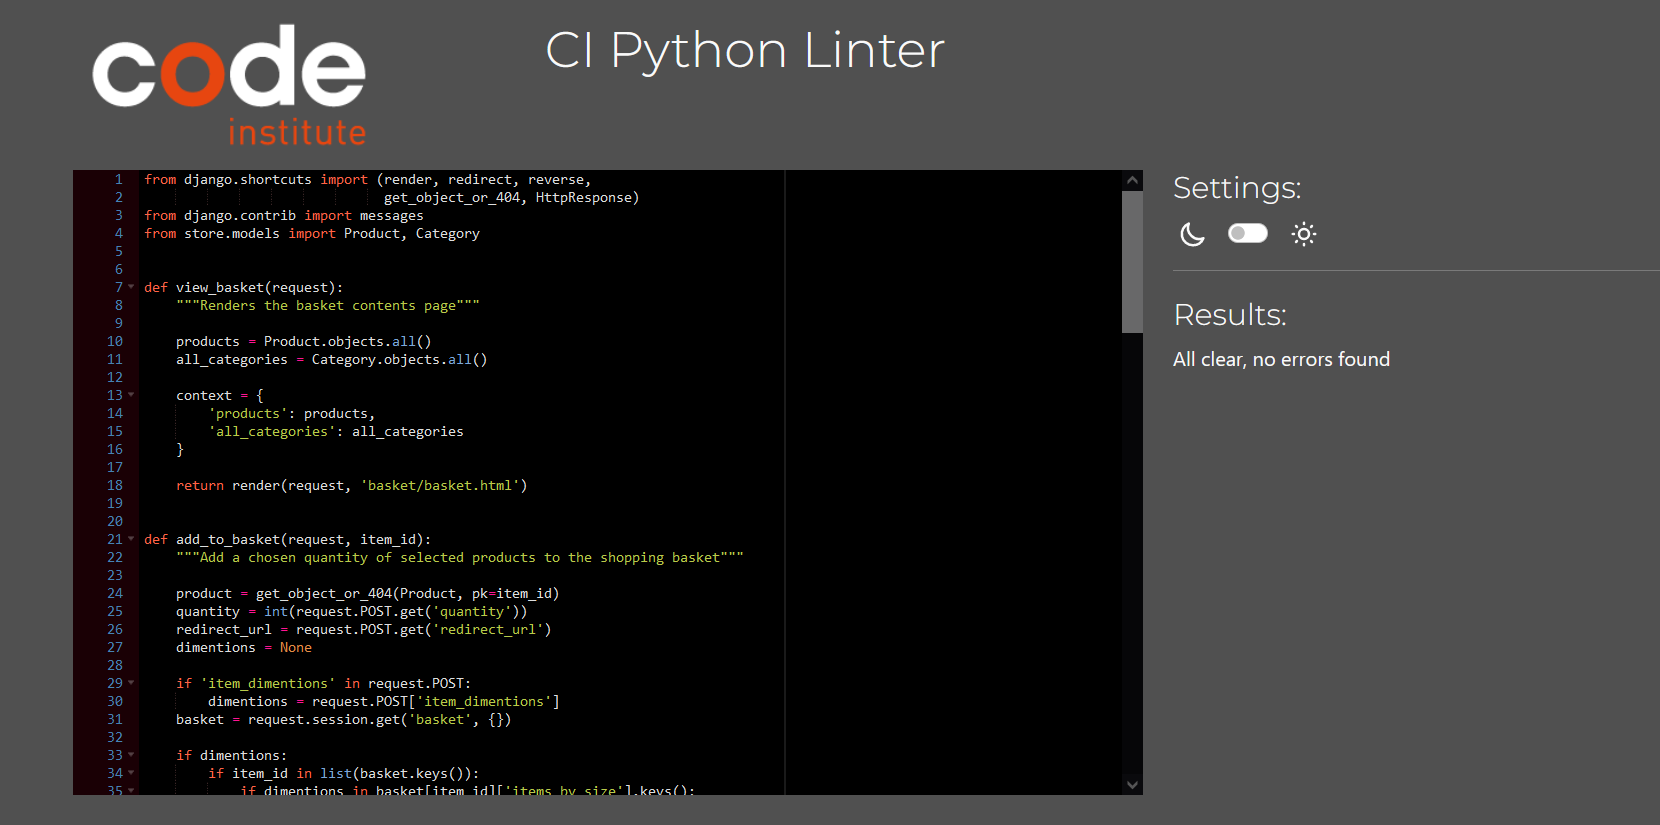 code
institute
CI Python Linter
1 from django.shortcuts import (render, redirect, reverse,
2 get_object_or_404, HttpResponse)
3 from django.contrib import messages
4 from store.models import Product, Category
5
6
7 def view_basket(request):
8 """Renders the basket contents page"""
9
10 products = Product.objects.all()
11 all_categories = Category.objects.all()
12
13 context = {
14 'products': products,
15 'all_categories': all_categories
16 }
17
18 return render(request, 'basket/basket.html')
19
20
21 def add_to_basket(request, item_id):
22 """Add a chosen quantity of selected products to the shopping basket"""
23
24 product = get_object_or_404(Product, pk=item_id)
25 quantity = int(request.POST.get('quantity'))
26 redirect_url = request.POST.get('redirect_url')
27 dimentions = None
28
29 if 'item_dimentions' in request.POST:
30 dimentions = request.POST['item_dimentions']
31 basket = request.session.get('basket', {})
32
33 if dimentions:
34 if item_id in list(basket.keys()):
35 if dimentions in basket[item_id]['items_by_size'].keys():
Settings:
Results:
All clear, no errors found